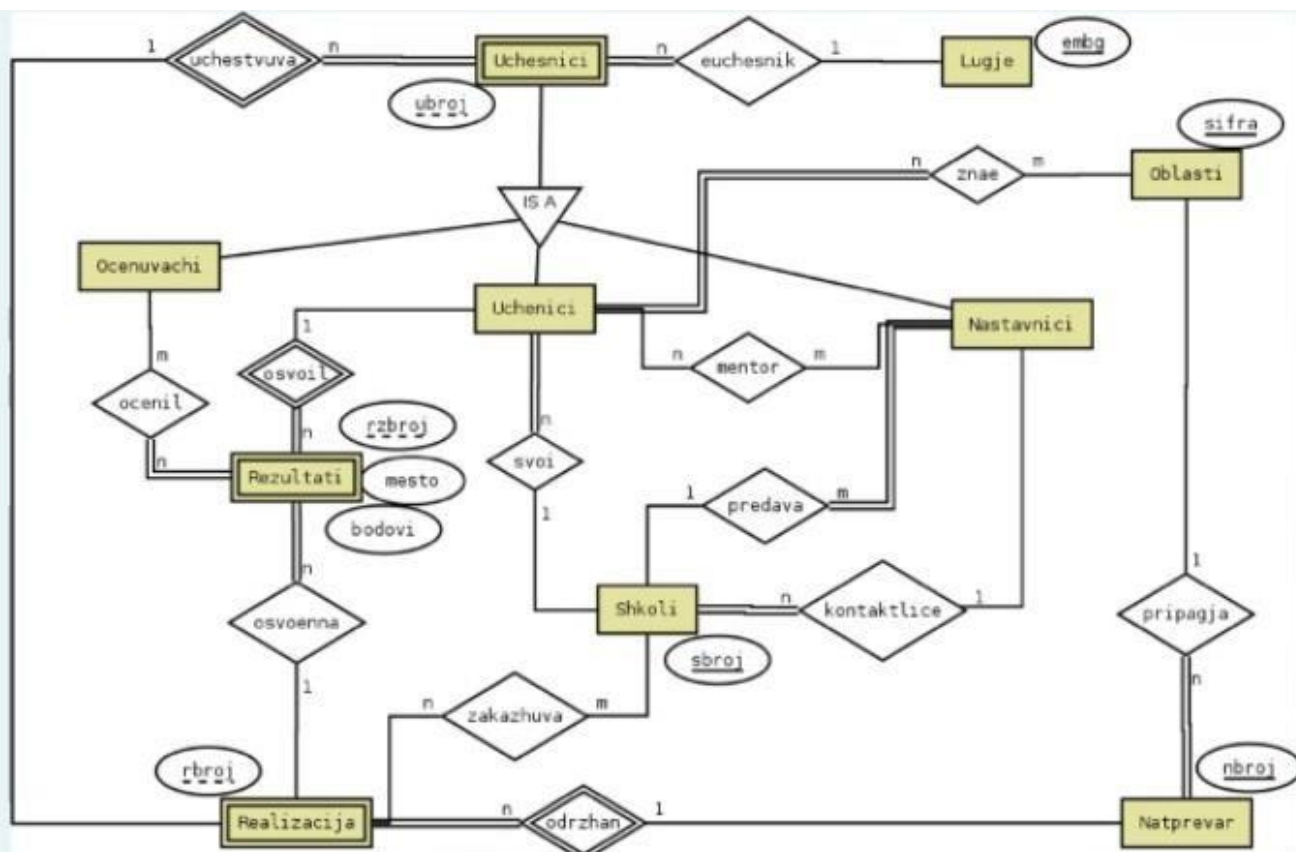 1
uchestvuva
n
Uchesnici
n
euchesnik
1
Lugje
embg
ubroj
sifra
n
znae
m
Oblasti
IS A
Ocenuvachi
Uchenici
Nastavnici
1
m
n
mentor
m
osvoil
ocenil
n
rzbroj
n
svoi
n
Rezultati
mesto
1
predava
m
bodovi
1
n
1
osvoenna
Shkoli
n
kontaktlice
1
pripagja
sbroj
1
n
zakazhuva
m
n
rbroj
nbroj
Realizacija
n
odrzhan
1
Natprevar